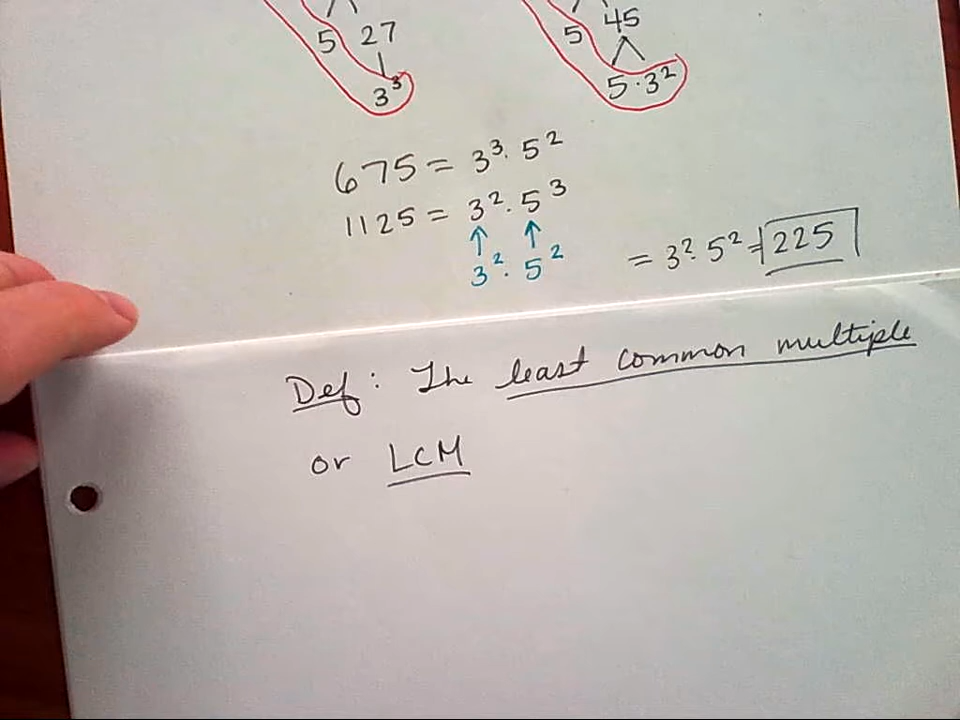 5 27
3³
5 45
5 · 3²
675 = 3³ · 5²
1125 = 3² · 5³
3² · 5² = 3² · 5² = 225
Def : The least common multiple
or LCM